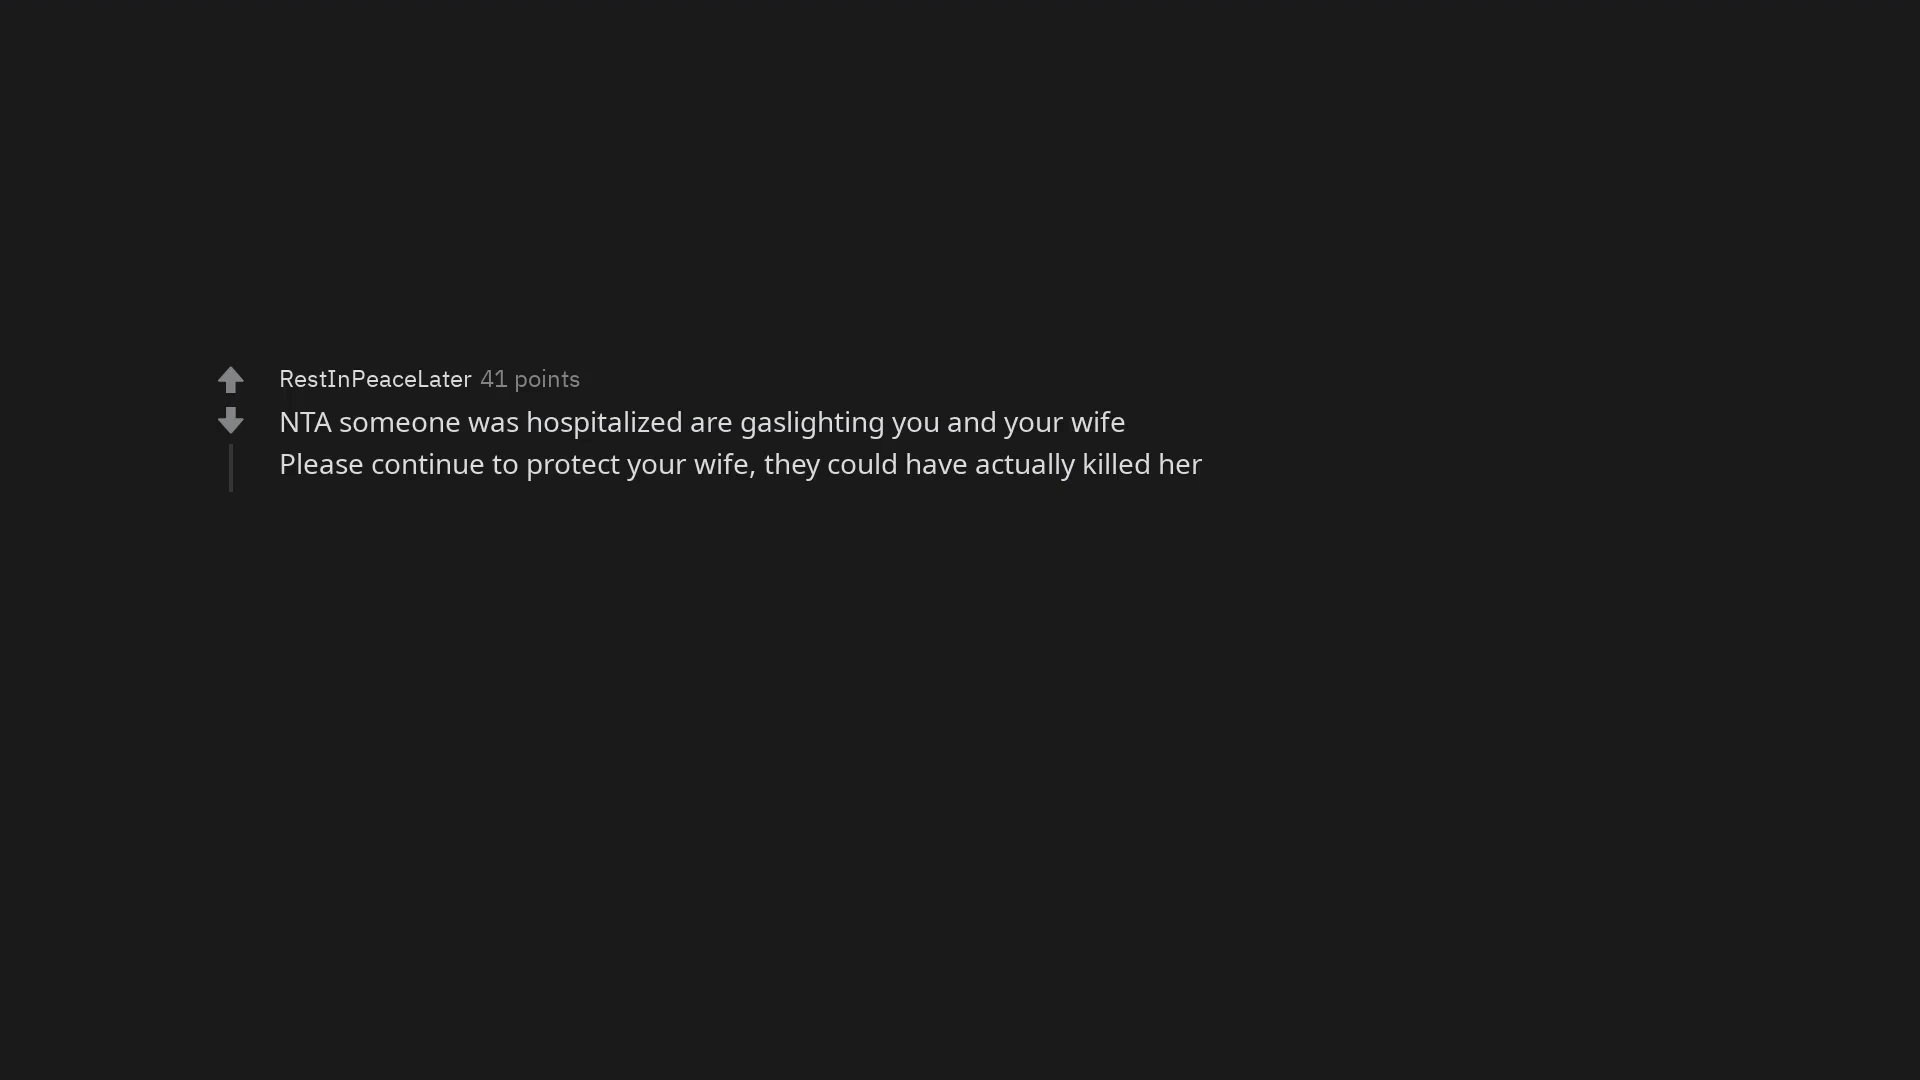 RestInPeaceLater 41 points
NTA someone was hospitalized are gaslighting you and your wife
Please continue to protect your wife, they could have actually killed her